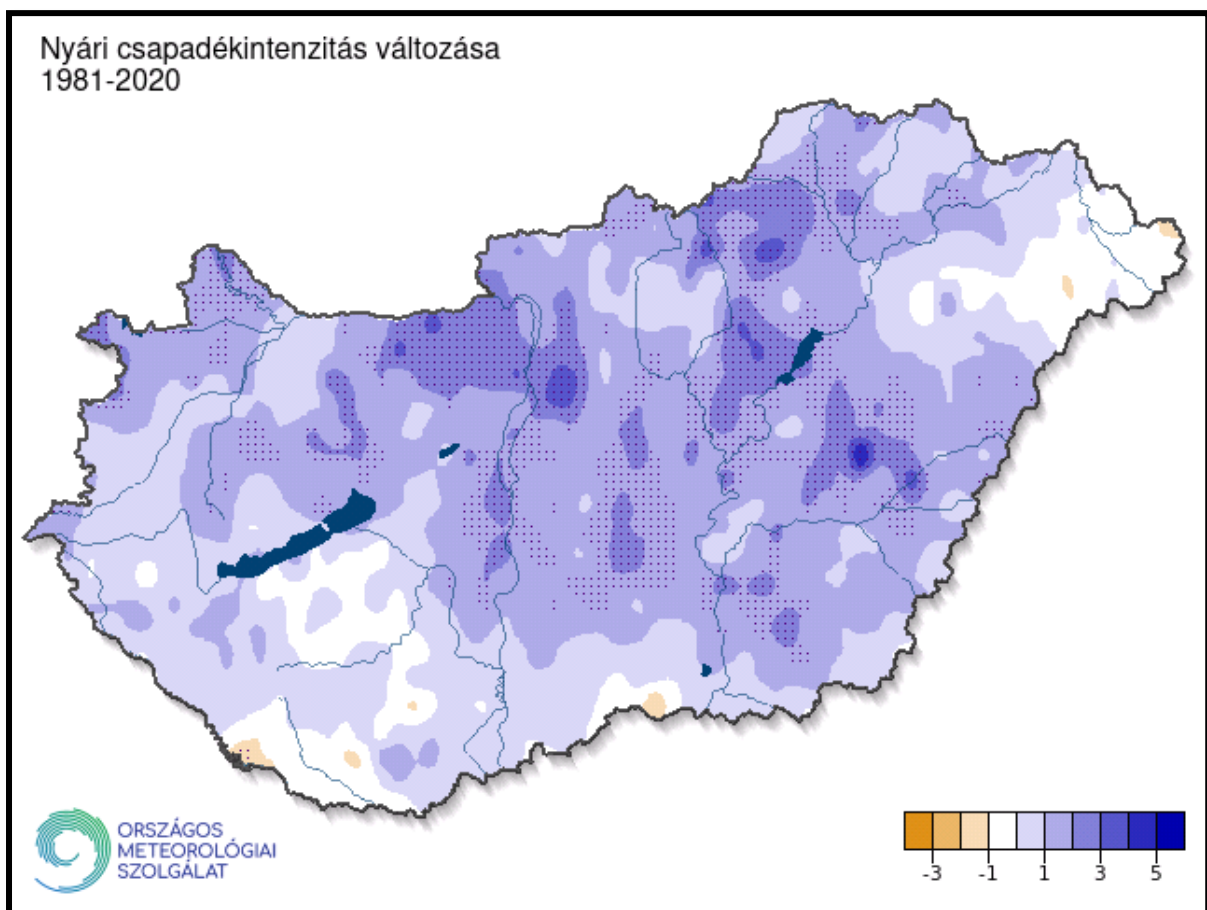 Nyári csapadékintenzitás változása
1981-2020
ORSZÁGOS
METEOROLÓGIAI
SZOLGÁLAT
-3 -1 1 3 5